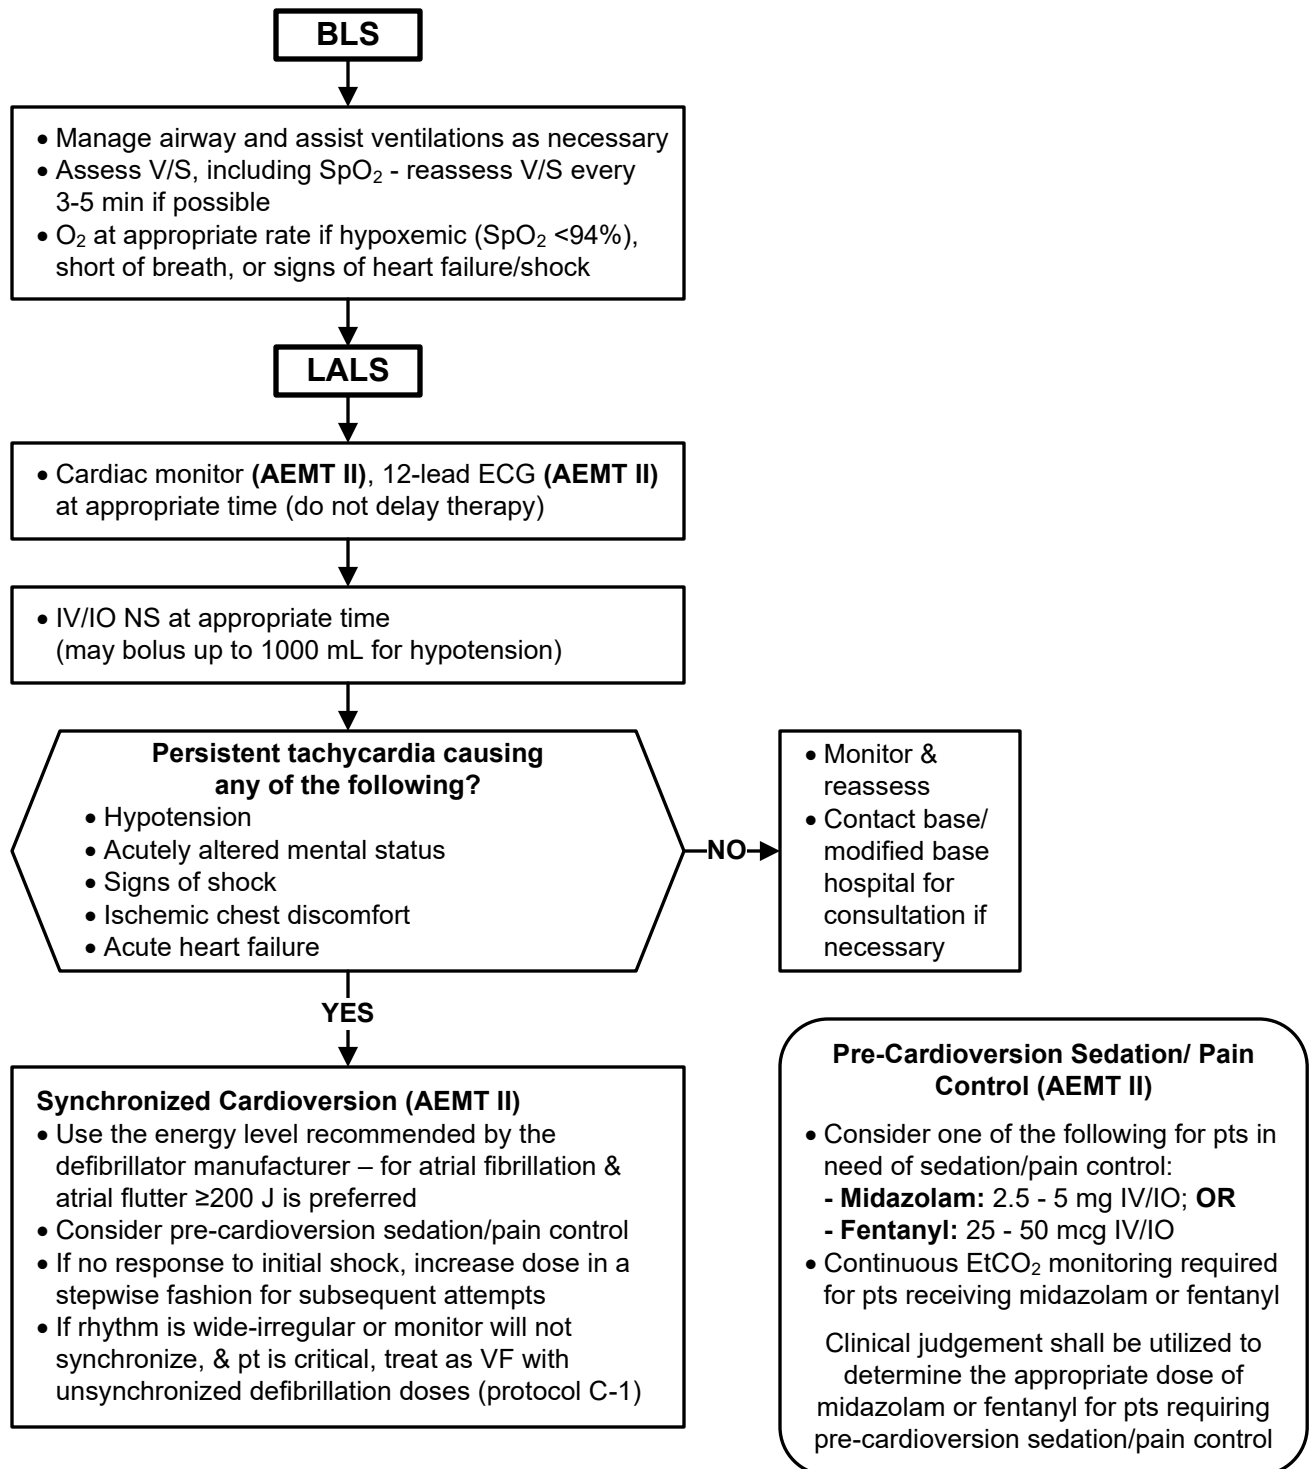 BLS
• Manage airway and assist ventilations as necessary
• Assess V/S, including SpO₂ - reassess V/S every
3-5 min if possible
• O₂ at appropriate rate if hypoxemic (SpO₂ <94%),
short of breath, or signs of heart failure/shock
LALS
• Cardiac monitor (AEMT II), 12-lead ECG (AEMT II)
at appropriate time (do not delay therapy)
• IV/IO NS at appropriate time
(may bolus up to 1000 mL for hypotension)
Persistent tachycardia causing
any of the following?
• Hypotension
• Acutely altered mental status
• Signs of shock
• Ischemic chest discomfort
• Acute heart failure
NO
• Monitor &
reassess
• Contact base/
modified base
hospital for
consultation if
necessary
YES
Synchronized Cardioversion (AEMT II)
• Use the energy level recommended by the
defibrillator manufacturer – for atrial fibrillation &
atrial flutter ≥200 J is preferred
• Consider pre-cardioversion sedation/pain control
• If no response to initial shock, increase dose in a
stepwise fashion for subsequent attempts
• If rhythm is wide-irregular or monitor will not
synchronize, & pt is critical, treat as VF with
unsynchronized defibrillation doses (protocol C-1)
Pre-Cardioversion Sedation/ Pain
Control (AEMT II)
• Consider one of the following for pts in
need of sedation/pain control:
- Midazolam: 2.5 - 5 mg IV/IO; OR
- Fentanyl: 25 - 50 mcg IV/IO
• Continuous EtCO₂ monitoring required
for pts receiving midazolam or fentanyl
Clinical judgement shall be utilized to
determine the appropriate dose of
midazolam or fentanyl for pts requiring
pre-cardioversion sedation/pain control